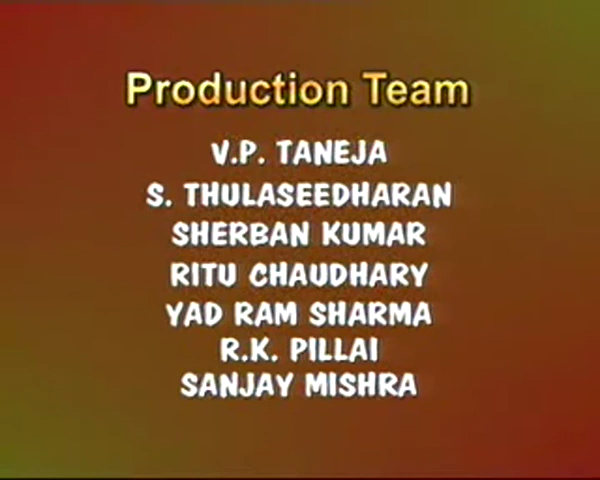 Production Team
V.P. TANEJA
S. THULASEEDHARAN
SHERBAN KUMAR
RITU CHAUDHARY
YAD RAM SHARMA
R.K. PILLAI
SANJAY MISHRA